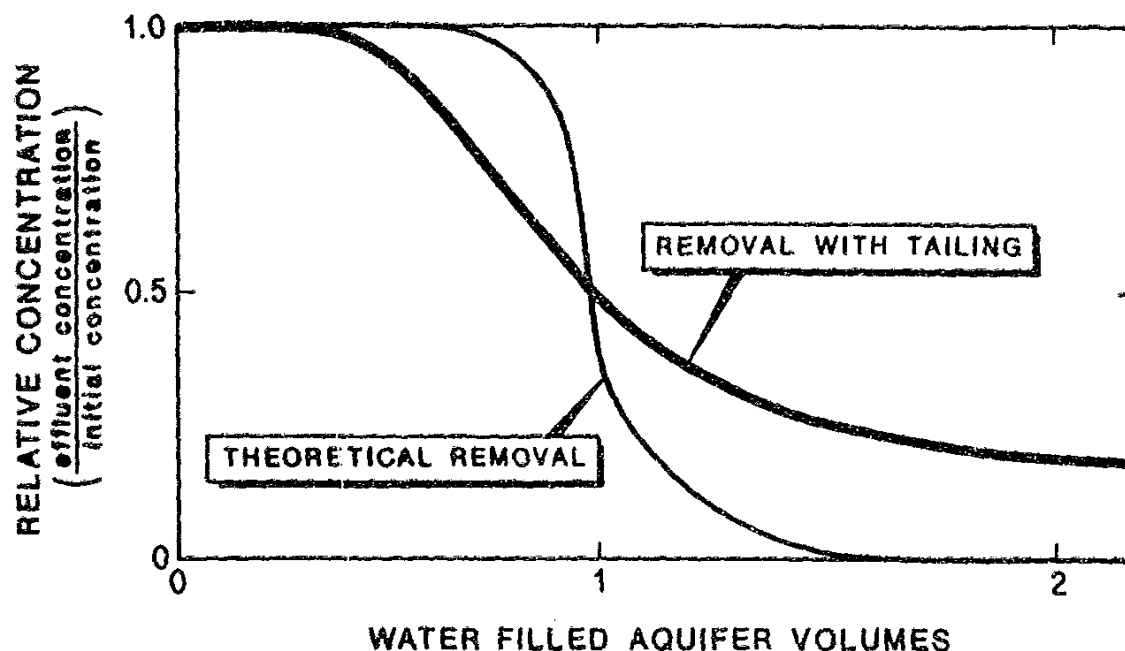 RELATIVE CONCENTRATION
(effluent concentration
initial concentration)
1.0
0.5
0
REMOVAL WITH TAILING
THEORETICAL REMOVAL
0
1
2
WATER FILLED AQUIFER VOLUMES